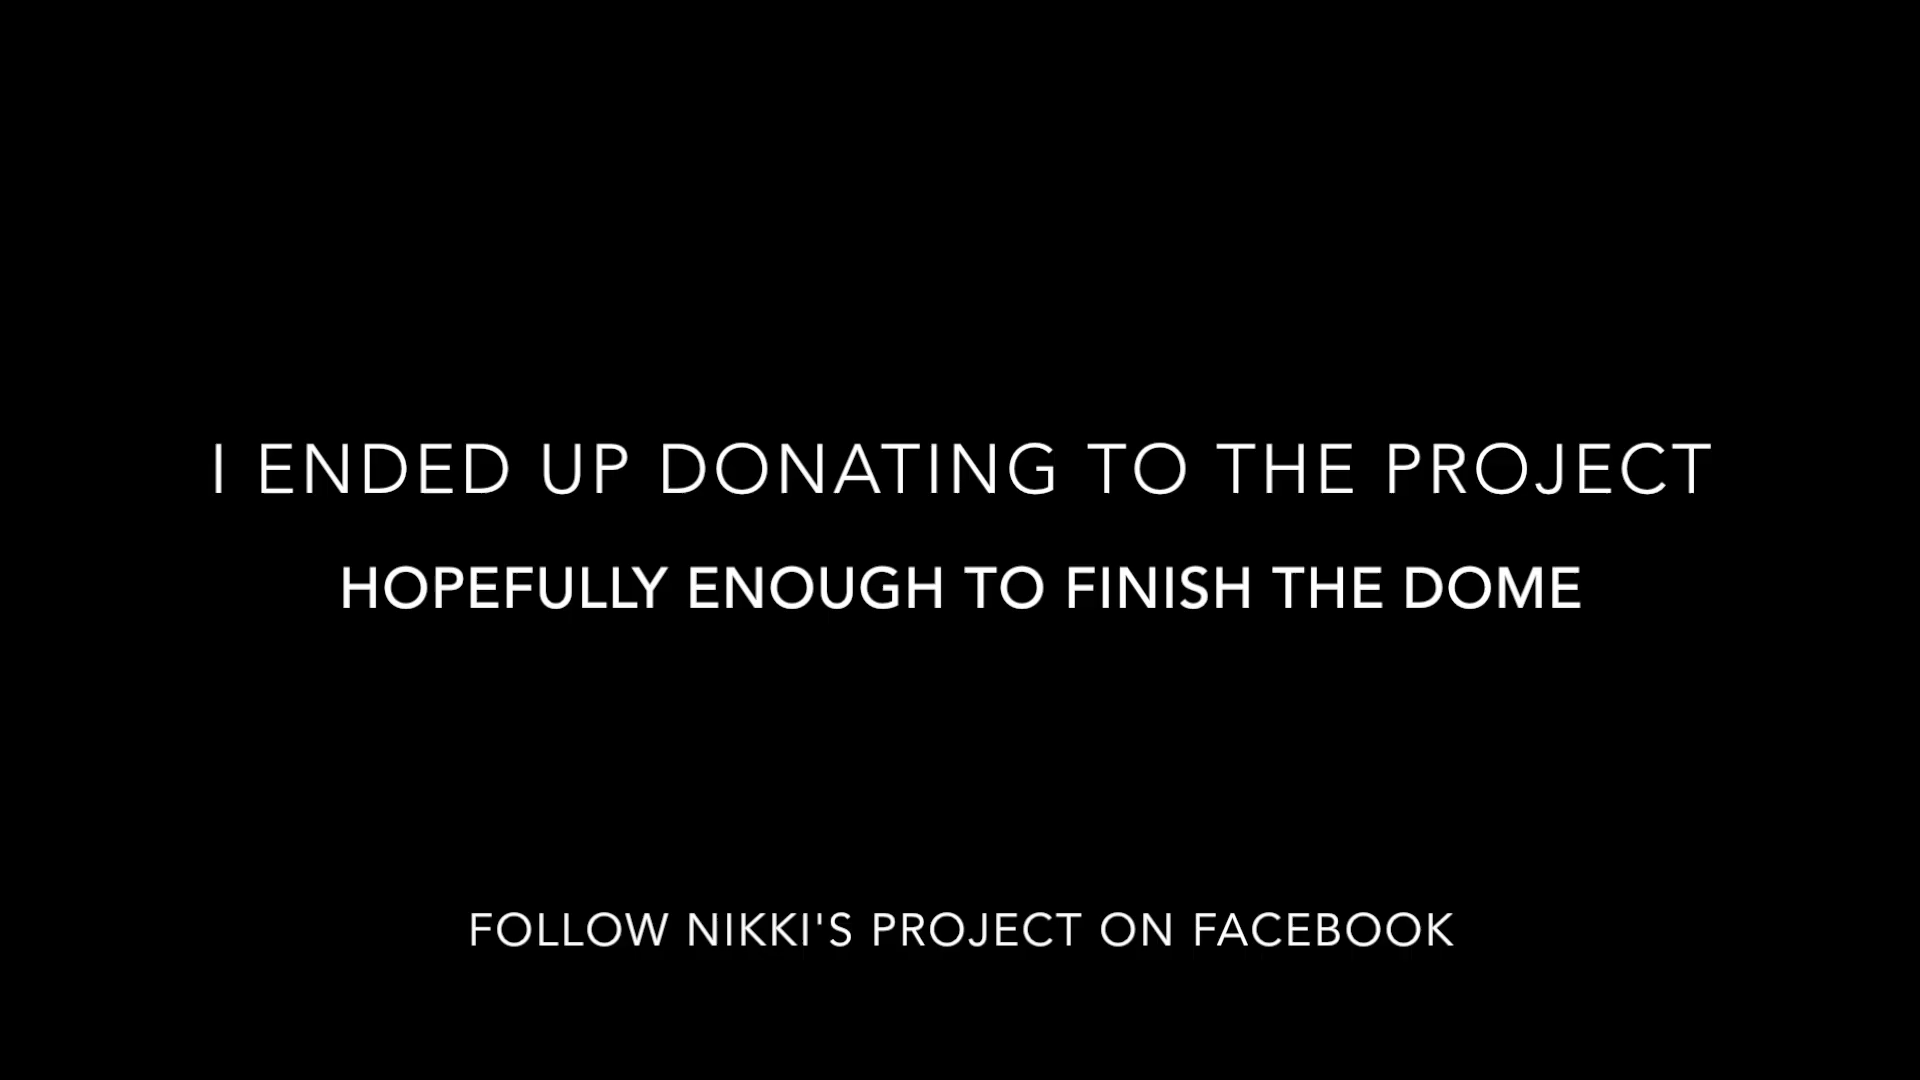 I ENDED UP DONATING TO THE PROJECT
HOPEFULLY ENOUGH TO FINISH THE DOME
FOLLOW NIKKI'S PROJECT ON FACEBOOK